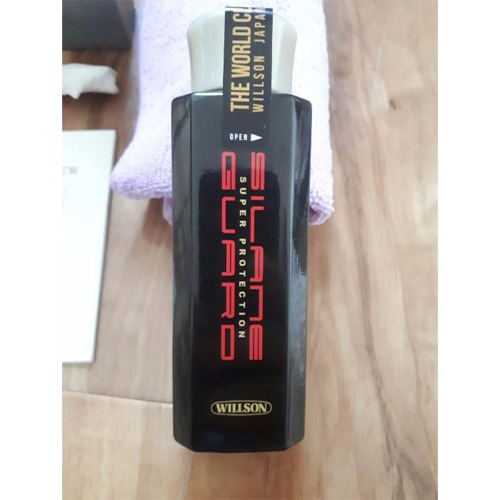 THE WORLD C
WILLSON JAPA
OPEN
SILANE
GUARD
SUPER PROTECTION
WILLSON